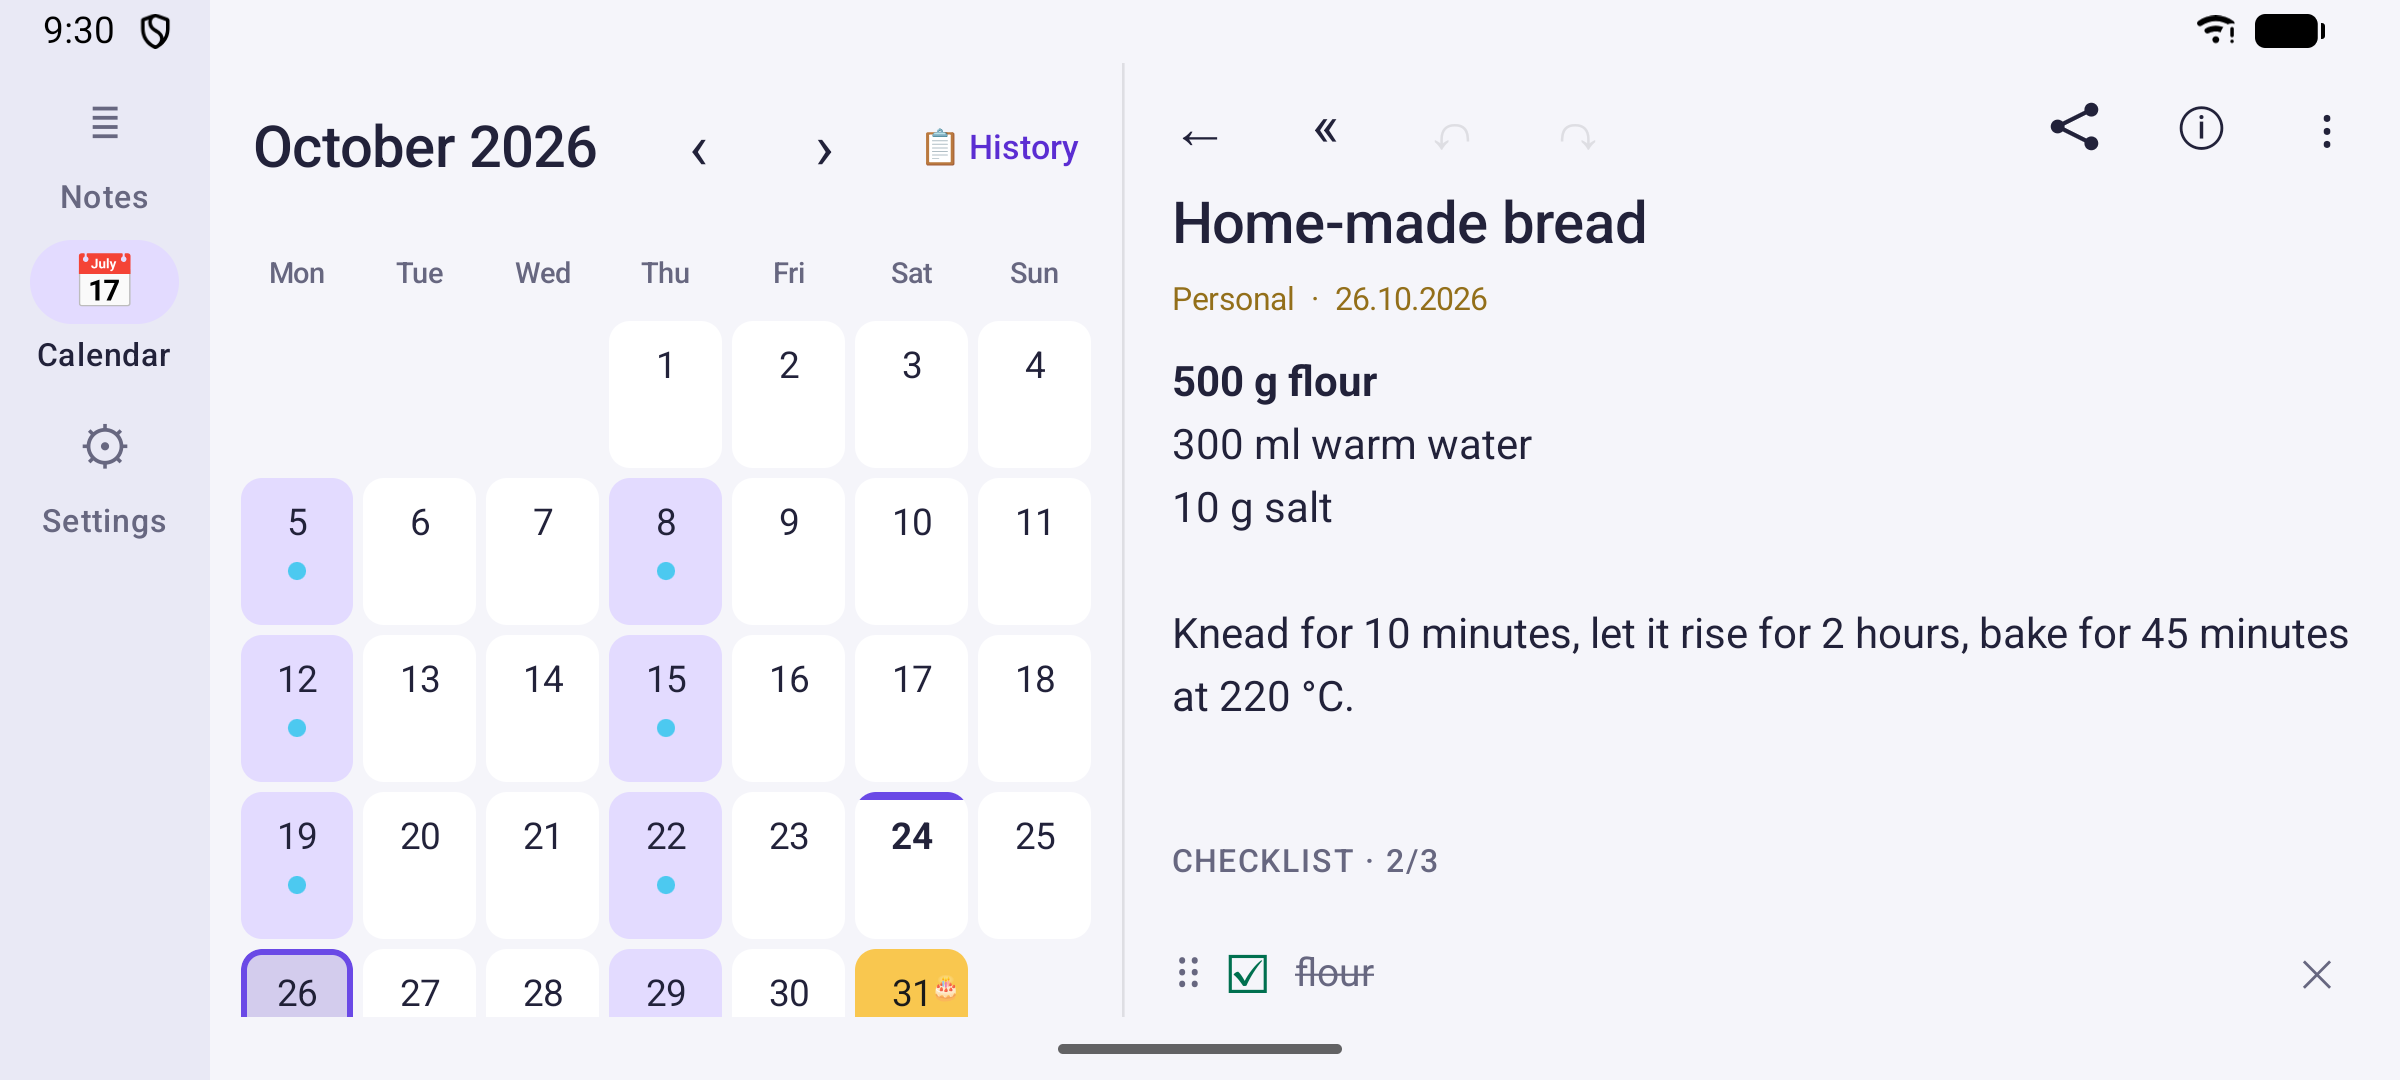 9:30
Notes
July
17
Calendar
Settings
October 2026
‹ ›
History
Mon Tue Wed Thu Fri Sat Sun
1 2 3 4
5 6 7 8 9 10 11
12 13 14 15 16 17 18
19 20 21 22 23 24 25
26 27 28 29 30 31
← «
Home-made bread
Personal · 26.10.2026
500 g flour
300 ml warm water
10 g salt
Knead for 10 minutes, let it rise for 2 hours, bake for 45 minutes
at 220 °C.
CHECKLIST · 2/3
flour